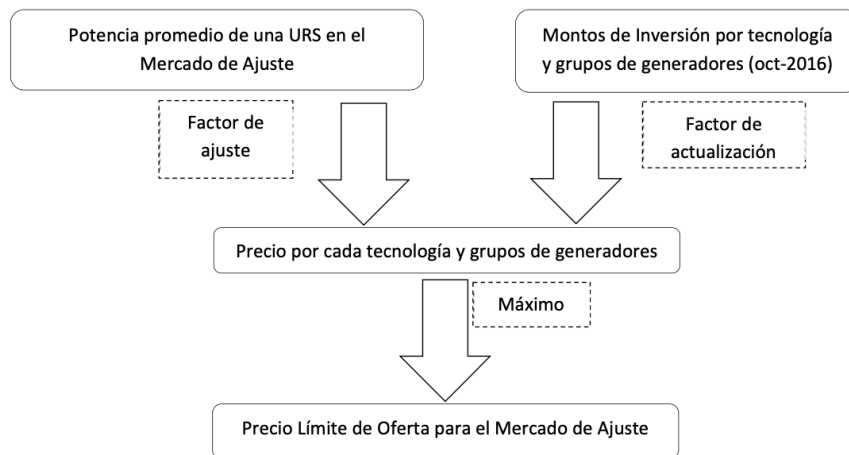 Potencia promedio de una URS en el
Mercado de Ajuste
Montos de Inversión por tecnología
y grupos de generadores (oct-2016)
Factor de
ajuste
Factor de
actualización
Precio por cada tecnología y grupos de generadores
Máximo
Precio Límite de Oferta para el Mercado de Ajuste